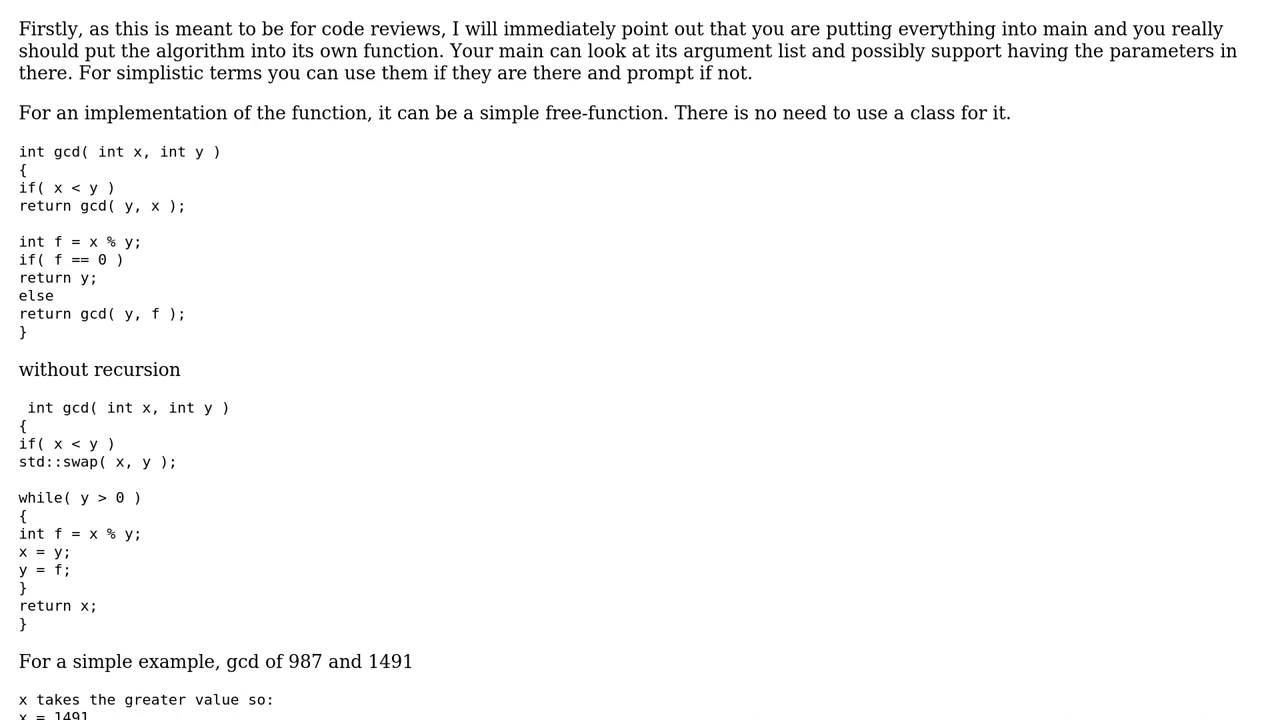 Firstly, as this is meant to be for code reviews, I will immediately point out that you are putting everything into main and you really
should put the algorithm into its own function. Your main can look at its argument list and possibly support having the parameters in
there. For simplistic terms you can use them if they are there and prompt if not.
For an implementation of the function, it can be a simple free-function. There is no need to use a class for it.
int gcd( int x, int y )
{
if( x < y )
return gcd( y, x );
int f = x % y;
if( f == 0 )
return y;
else
return gcd( y, f );
}
without recursion
int gcd( int x, int y )
{
if( x < y )
std::swap( x, y );
while( y > 0 )
{
int f = x % y;
x = y;
y = f;
}
return x;
}
For a simple example, gcd of 987 and 1491
x takes the greater value so:
x = 1491